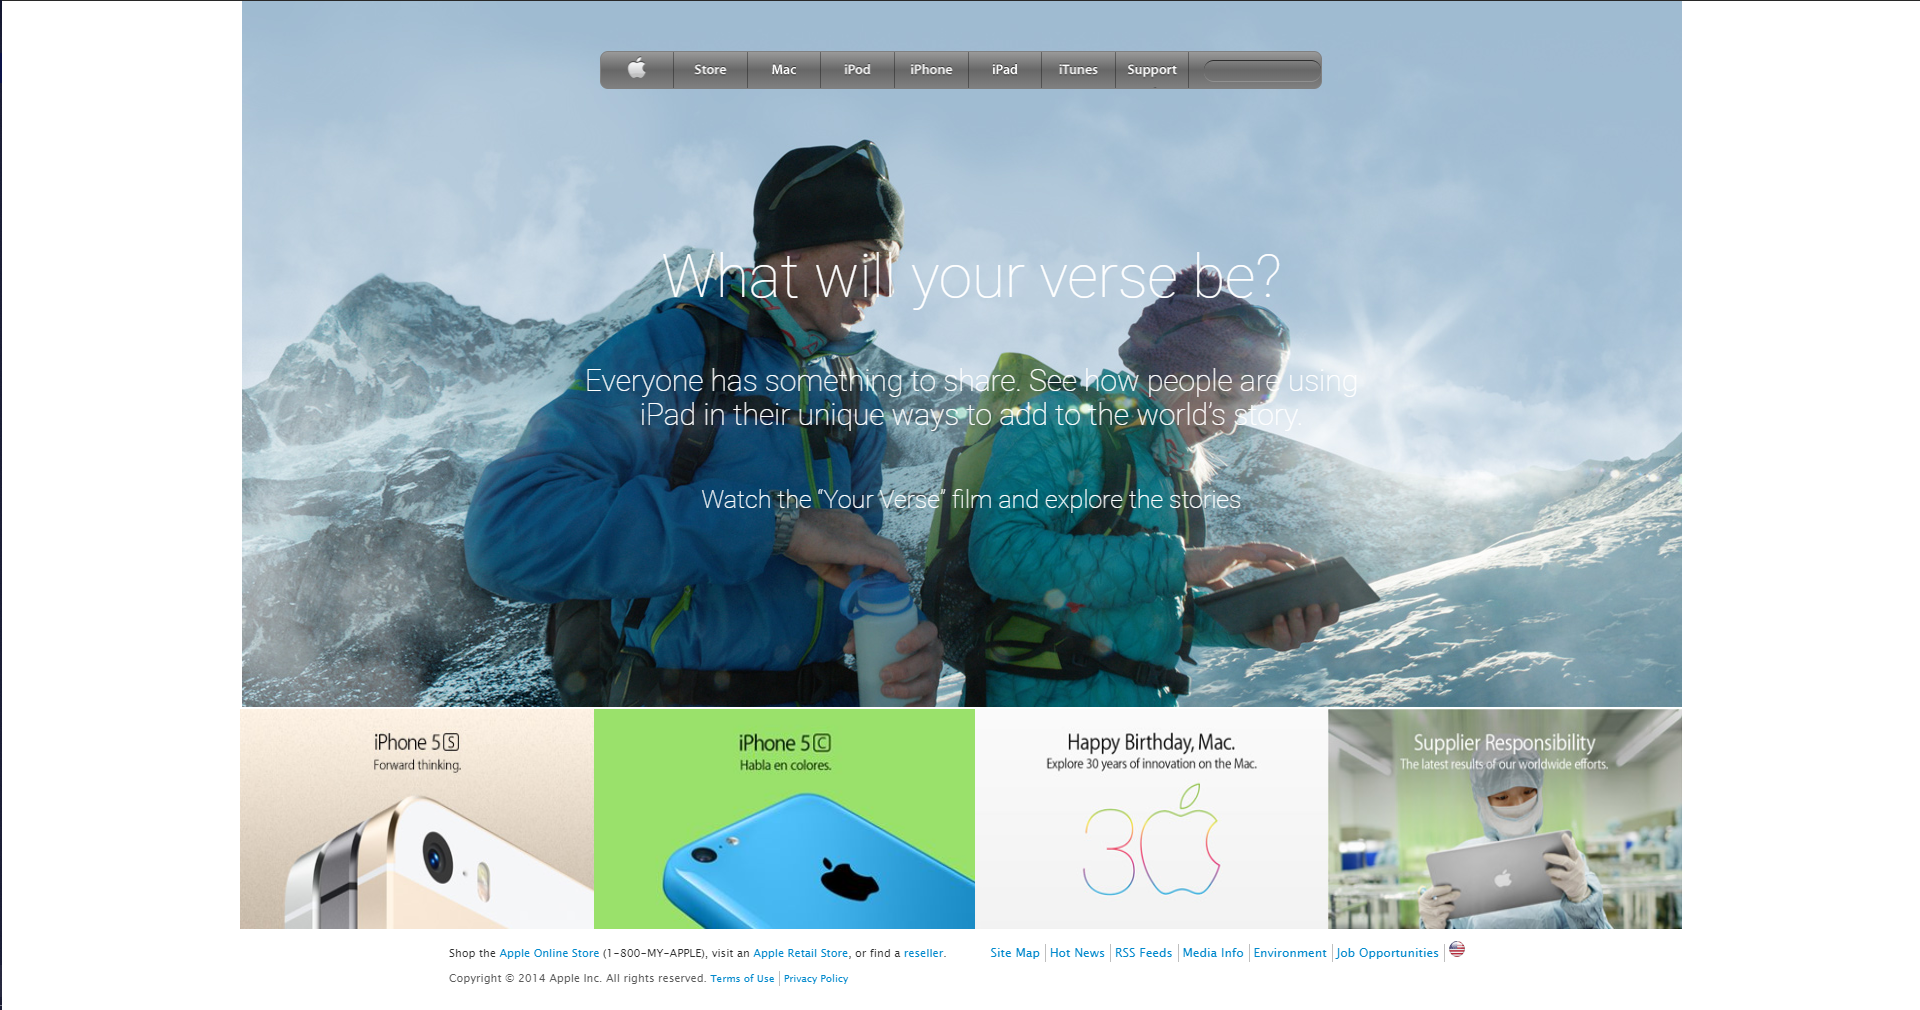 Store Mac iPod iPhone iPad iTunes Support
What will your verse be?
Everyone has something to share. See how people are using
iPad in their unique ways to add to the world's story.
Watch the “Your Verse” film and explore the stories
iPhone 5S
Forward thinking.
iPhone 5C
Habla en colores.
Happy Birthday, Mac.
Explore 30 years of innovation on the Mac.
30
Supplier Responsibility
The latest results of our worldwide efforts.
Shop the Apple Online Store (1-800-MY-APPLE), visit an Apple Retail Store, or find a reseller.
Site Map | Hot News | RSS Feeds | Media Info | Environment | Job Opportunities |
Copyright © 2014 Apple Inc. All rights reserved. Terms of Use | Privacy Policy